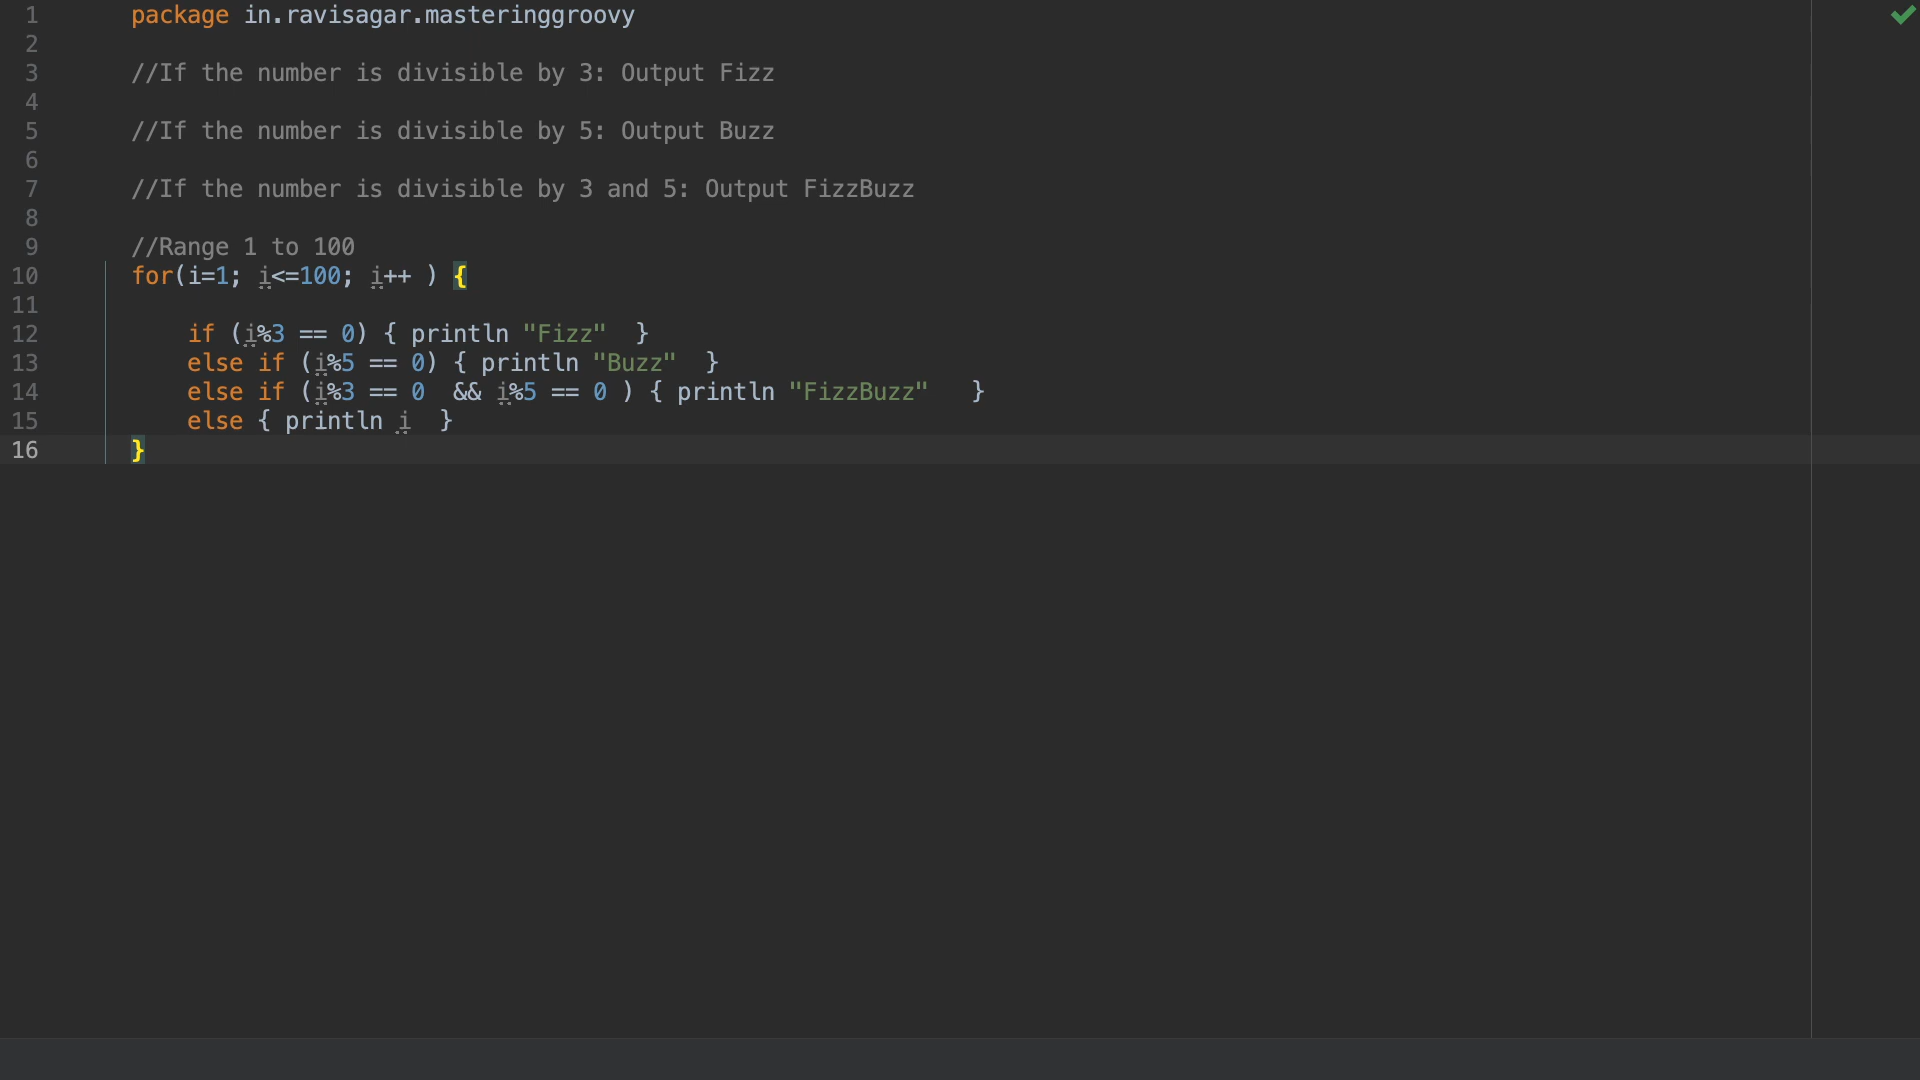 1 package in.ravisagar.masteringgroovy
2
3 //If the number is divisible by 3: Output Fizz
4
5 //If the number is divisible by 5: Output Buzz
6
7 //If the number is divisible by 3 and 5: Output FizzBuzz
8
9 //Range 1 to 100
10 for(i=1; i<=100; i++ ) {
11
12     if (i%3 == 0) { println "Fizz"  }
13     else if (i%5 == 0) { println "Buzz"  }
14     else if (i%3 == 0  && i%5 == 0 ) { println "FizzBuzz"   }
15     else { println i  }
16 }